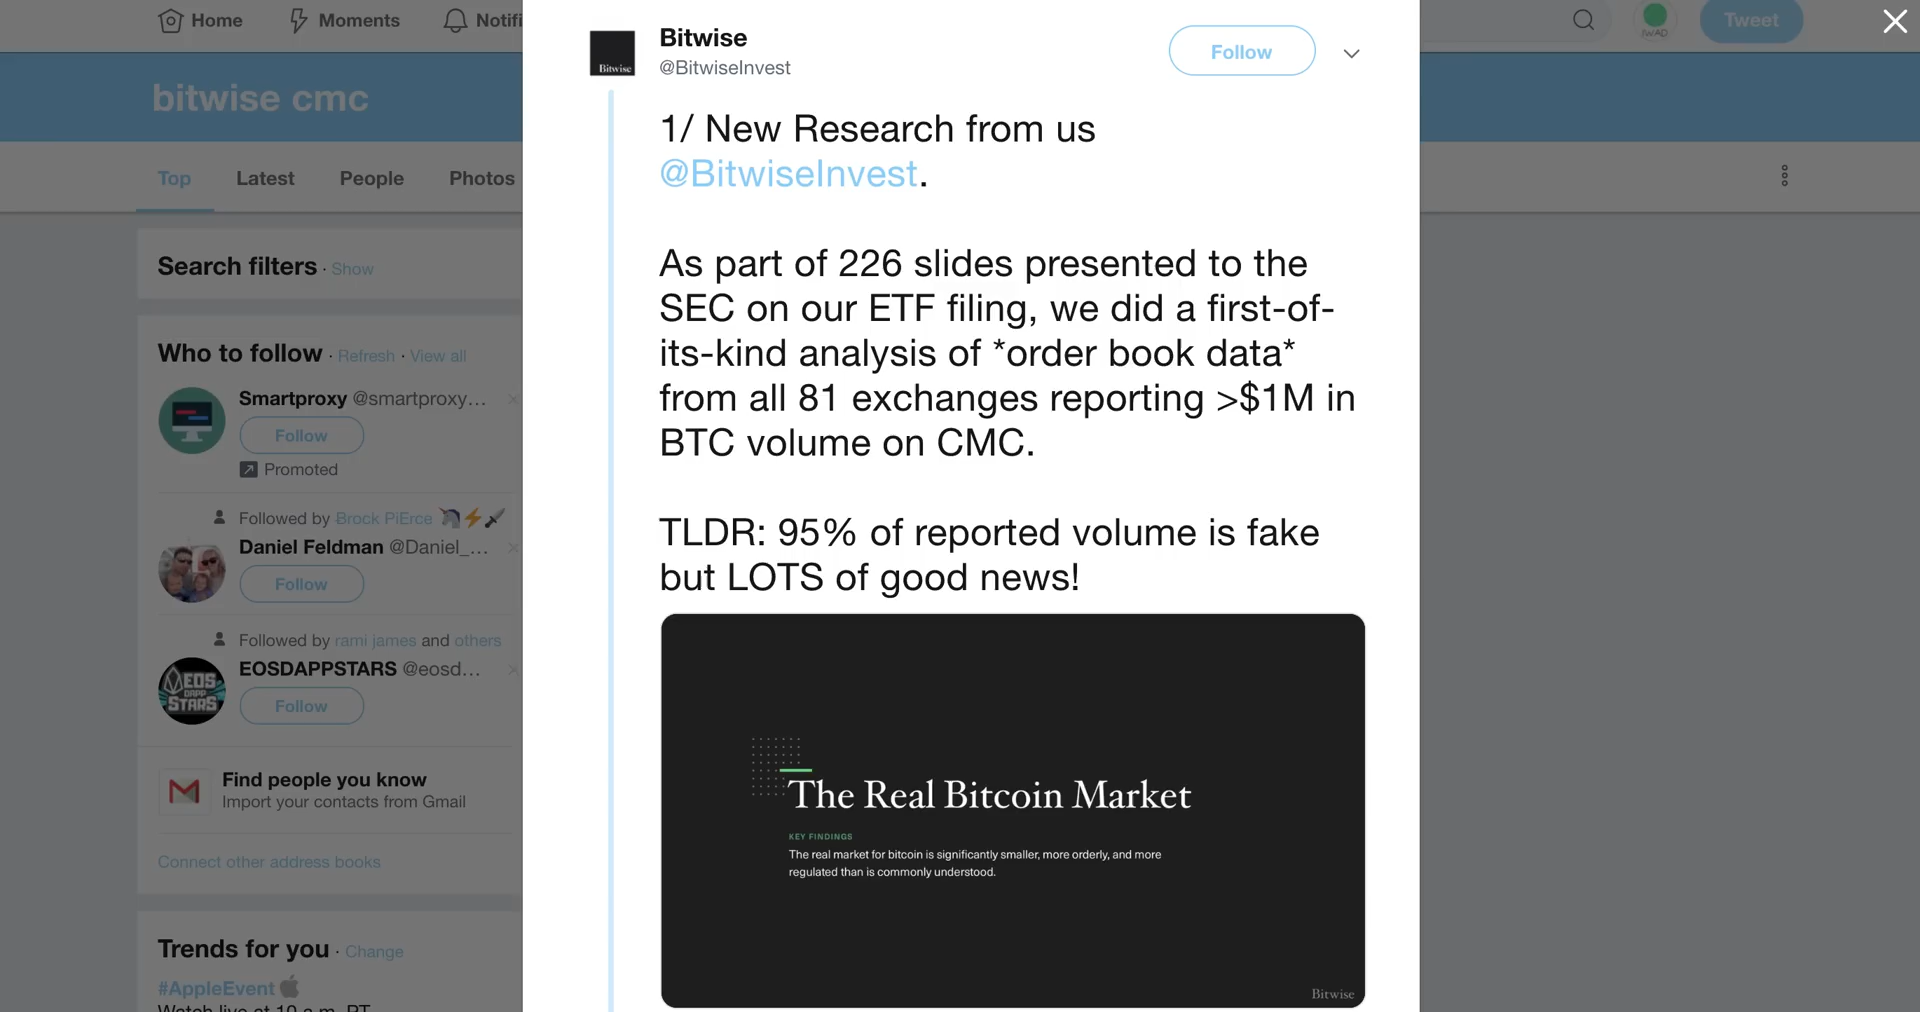 Home
Moments
Notifi
Tweet
bitwise cmc
Top
Latest
People
Photos
Search filters · Show
Who to follow · Refresh · View all
Smartproxy @smartproxy…
Follow
Promoted
Followed by Brock PiErce
Daniel Feldman @Daniel_…
Follow
Followed by rami james and others
EOSDAPPSTARS @eosd…
EOS
DAPP
STARS
Follow
Find people you know
Import your contacts from Gmail
Connect other address books
Trends for you · Change
#AppleEvent
Bitwise
Bitwise
@BitwiseInvest
Follow
1/ New Research from us
@BitwiseInvest.
As part of 226 slides presented to the
SEC on our ETF filing, we did a first-of-
its-kind analysis of *order book data*
from all 81 exchanges reporting >$1M in
BTC volume on CMC.
TLDR: 95% of reported volume is fake
but LOTS of good news!
The Real Bitcoin Market
KEY FINDINGS
The real market for bitcoin is significantly smaller, more orderly, and more
regulated than is commonly understood.
Bitwise